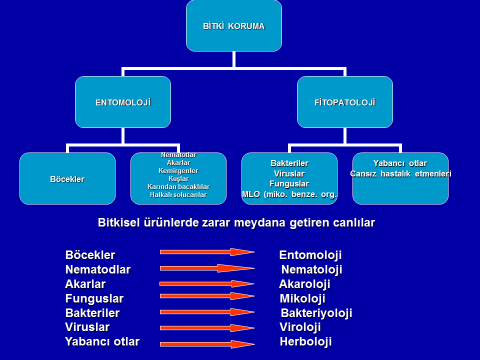 BİTKİ KORUMA
ENTOMOLOJİ
FİTOPATOLOJİ
Böcekler
Nematotlar
Akarlar
Kemirgenler
Kuşlar
Karından bacaklılar
Halkalı solucanlar
Bakteriler
Viruslar
Funguslar
MLO (miko. benze. org.
Yabancı otlar
Cansız hastalık etmenleri
Bitkisel ürünlerde zarar meydana getiren canlılar
Böcekler Entomoloji
Nematodlar Nematoloji
Akarlar Akaroloji
Funguslar Mikoloji
Bakteriler Bakteriyoloji
Viruslar Viroloji
Yabancı otlar Herboloji